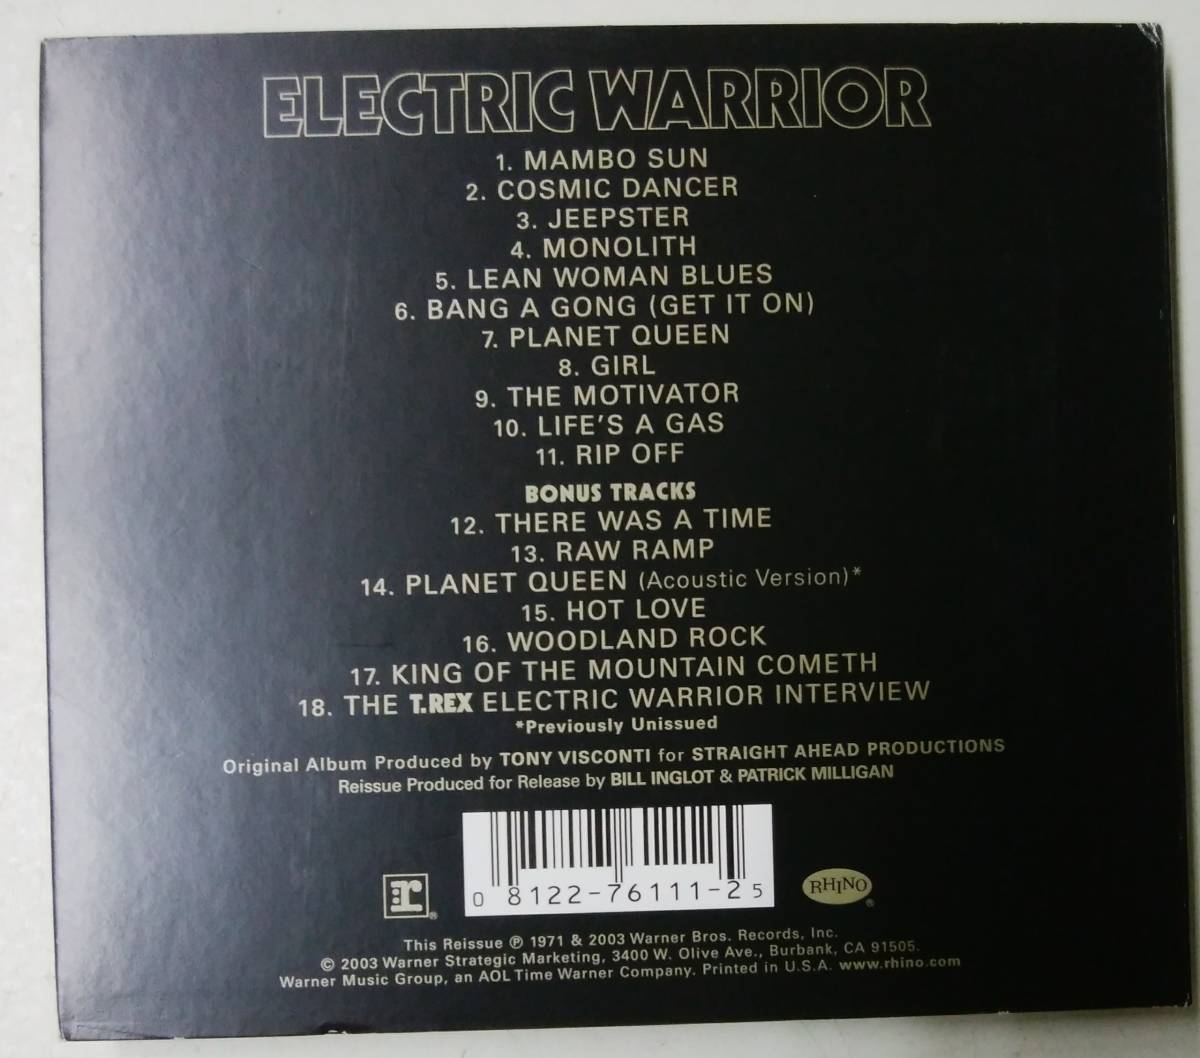 ELECTRIC WARRIOR
1. MAMBO SUN
2. COSMIC DANCER
3. JEEPSTER
4. MONOLITH
5. LEAN WOMAN BLUES
6. BANG A GONG (GET IT ON)
7. PLANET QUEEN
8. GIRL
9. THE MOTIVATOR
10. LIFE'S A GAS
11. RIP OFF
BONUS TRACKS
12. THERE WAS A TIME
13. RAW RAMP
14. PLANET QUEEN (Acoustic Version)*
15. HOT LOVE
16. WOODLAND ROCK
17. KING OF THE MOUNTAIN COMETH
18. THE T.REX ELECTRIC WARRIOR INTERVIEW
*Previously Unissued
Original Album Produced by TONY VISCONTI for STRAIGHT AHEAD PRODUCTIONS
Reissue Produced for Release by BILL INGLOT & PATRICK MILLIGAN
0 8122-76111-2 5
r ®
RHINO ®
This Reissue ℗ 1971 & 2003 Warner Bros. Records, Inc.
© 2003 Warner Strategic Marketing, 3400 W. Olive Ave., Burbank, CA 91505.
Warner Music Group, an AOL Time Warner Company. Printed in U.S.A. www.rhino.com